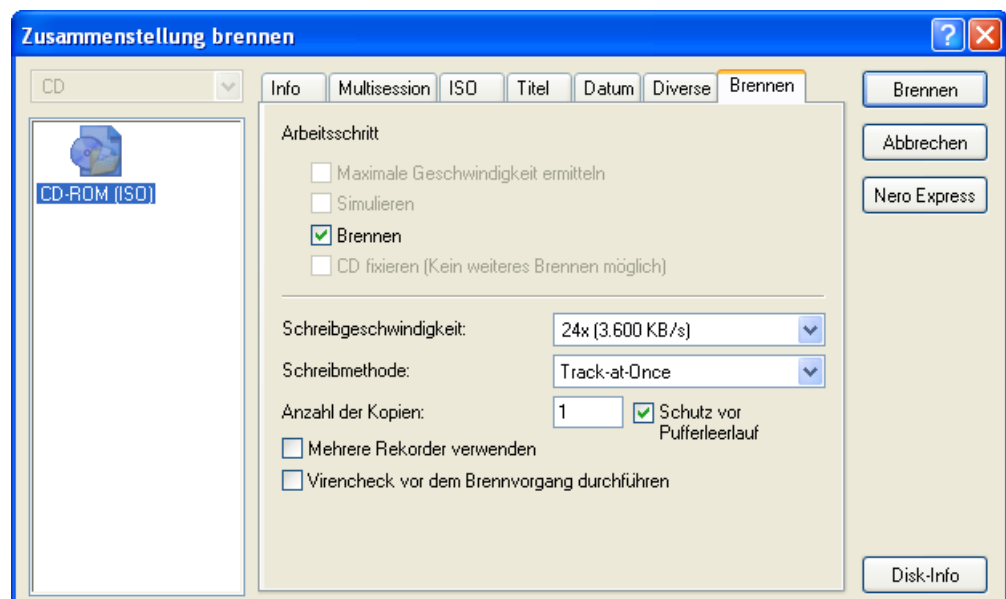 Zusammenstellung brennen
CD
Info Multisession ISO Titel Datum Diverse Brennen
Brennen
Abbrechen
Nero Express
CD-ROM (ISO)
Arbeitsschritt
Maximale Geschwindigkeit ermitteln
Simulieren
Brennen
CD fixieren (Kein weiteres Brennen möglich)
Schreibgeschwindigkeit: 24x (3.600 KB/s)
Schreibmethode: Track-at-Once
Anzahl der Kopien: 1 Schutz vor
Pufferleerlauf
Mehrere Rekorder verwenden
Virencheck vor dem Brennvorgang durchführen
Disk-Info